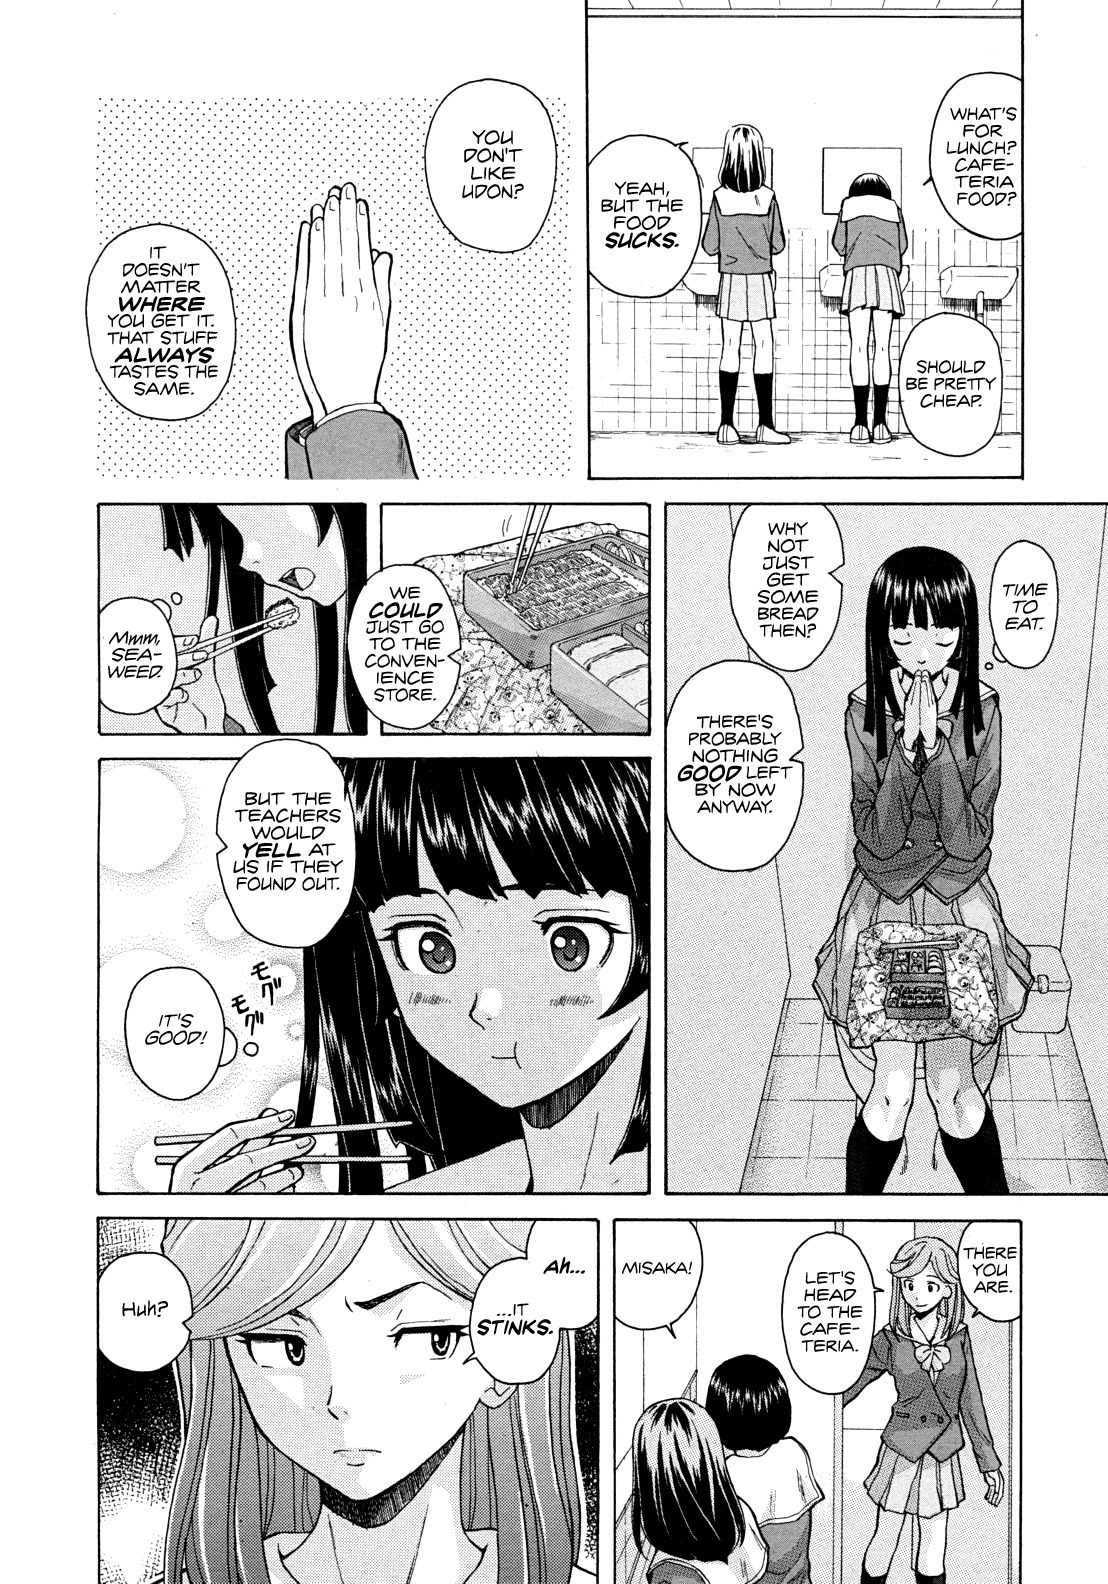 WHAT'S
FOR
LUNCH?
CAFE-
TERIA
FOOD?
YEAH,
BUT THE
FOOD
SUCKS.
SHOULD
BE PRETTY
CHEAP.
YOU
DON'T
LIKE
UDON?
IT
DOESN'T
MATTER
WHERE
YOU GET IT.
THAT STUFF
ALWAYS
TASTES THE
SAME.
TIME
TO
EAT.
WHY
NOT
JUST
GET
SOME
BREAD
THEN?
THERE'S
PROBABLY
NOTHING
GOOD LEFT
BY NOW
ANYWAY.
WE
COULD
JUST GO
TO THE
CONVEN-
IENCE
STORE.
Mmm,
SEA-
WEED.
BUT THE
TEACHERS
WOULD
YELL AT
US IF THEY
FOUND OUT.
モグ
モグ
IT'S
GOOD!
THERE
YOU
ARE.
LET'S
HEAD
TO THE
CAFE-
TERIA.
MISAKA!
Ah...
...IT
STINKS.
Huh?